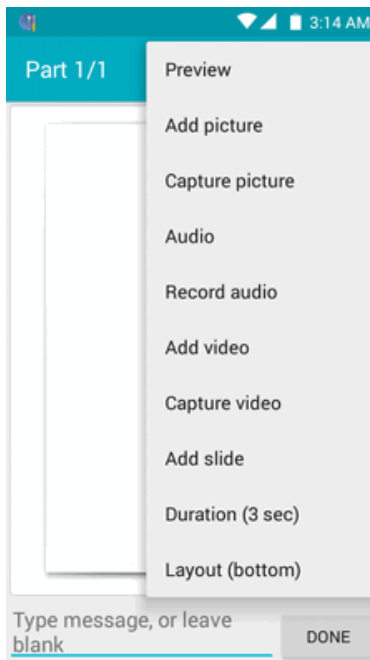 3:14 AM
Part 1/1
Preview
Add picture
Capture picture
Audio
Record audio
Add video
Capture video
Add slide
Duration (3 sec)
Layout (bottom)
Type message, or leave
blank
DONE